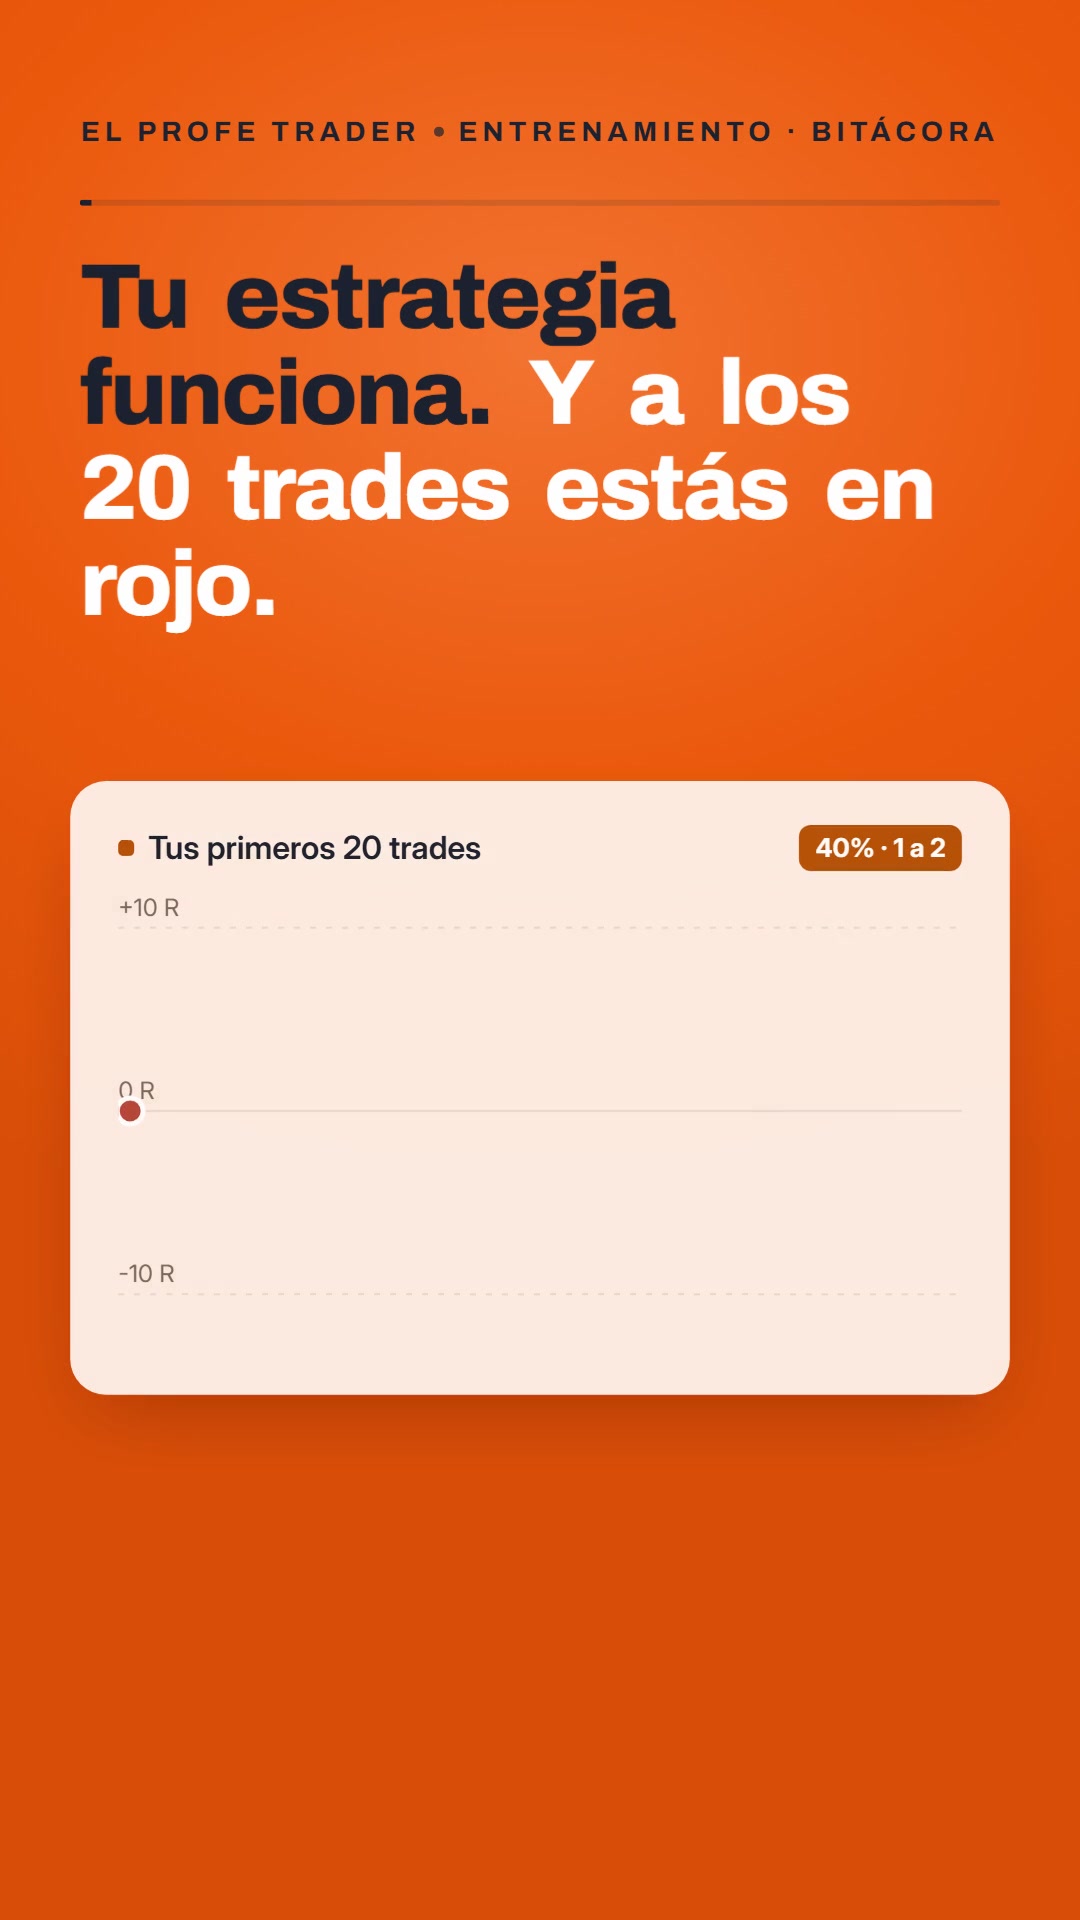 EL PROFE TRADER • ENTRENAMIENTO · BITÁCORA
Tu estrategia
funciona. Y a los
20 trades estás en
rojo.
Tus primeros 20 trades
40% · 1 a 2
+10 R
0 R
-10 R